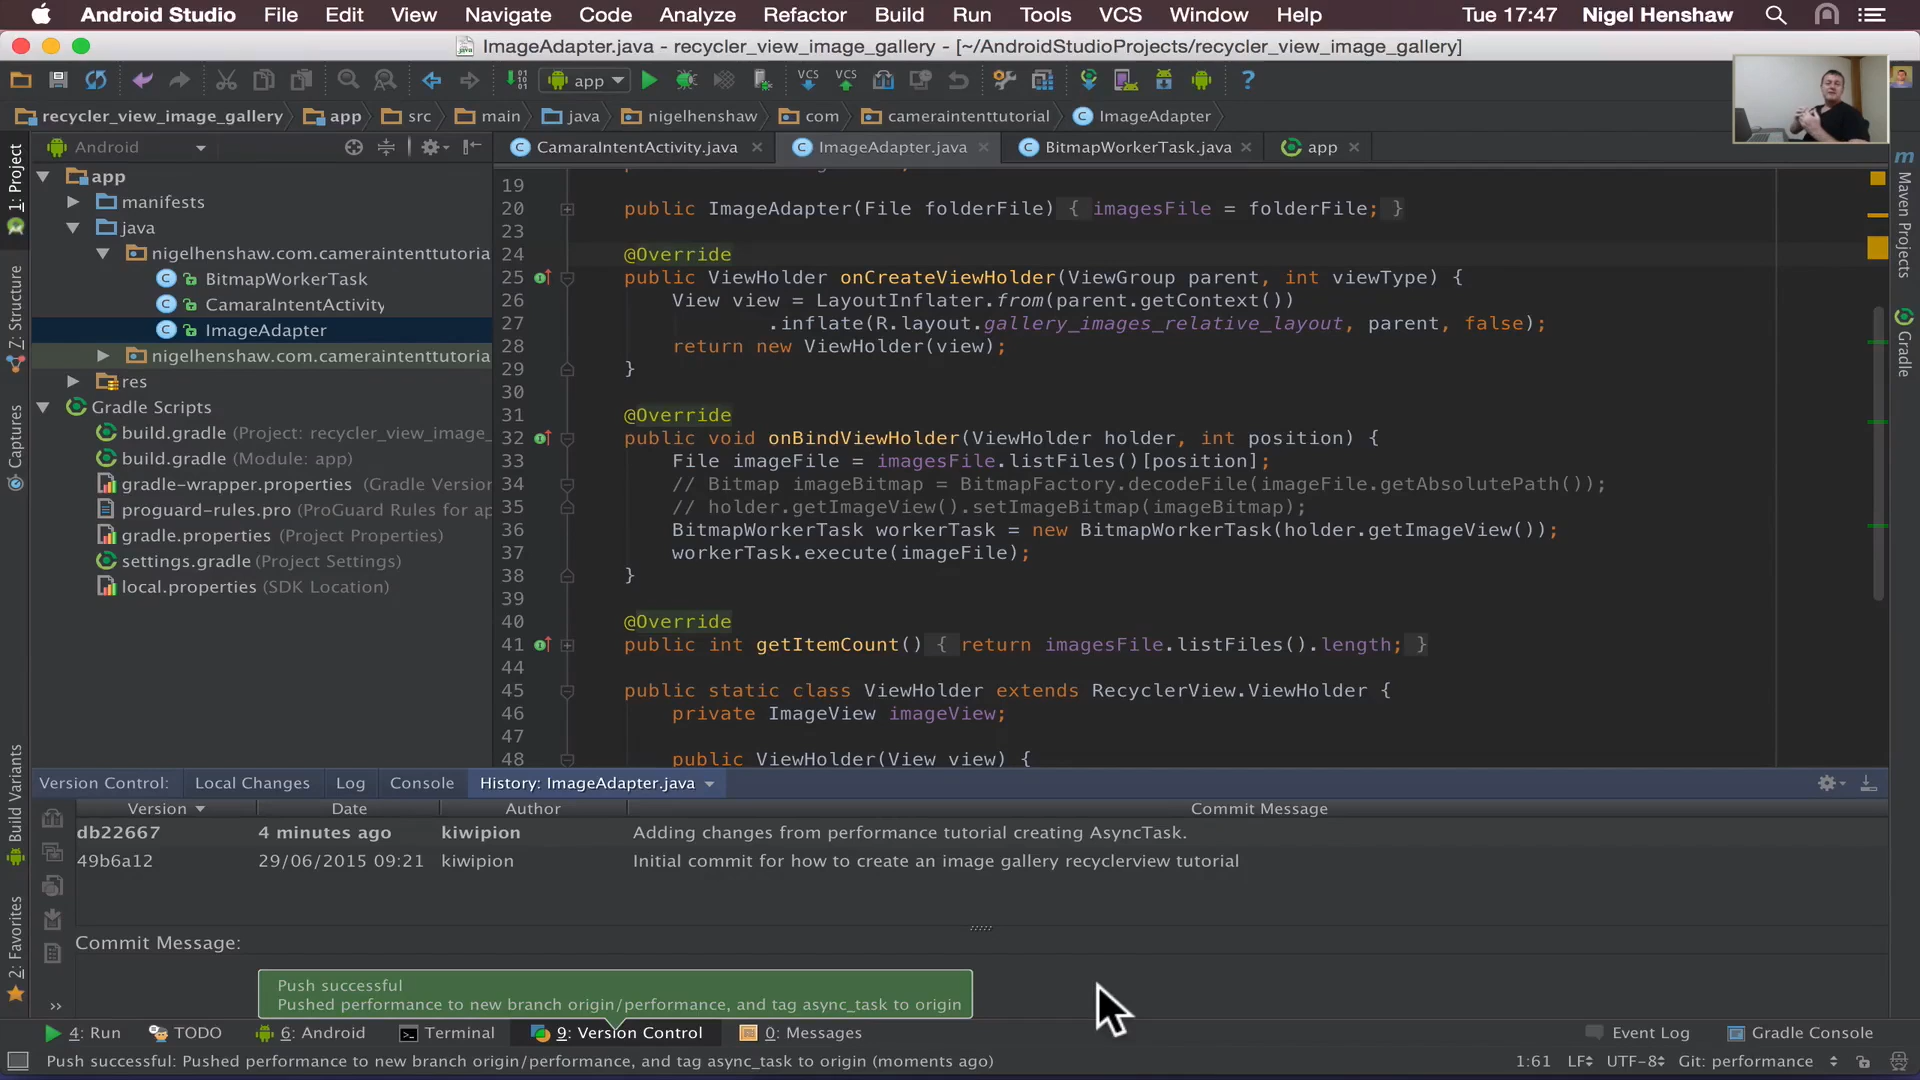 Android Studio File Edit View Navigate Code Analyze Refactor Build Run Tools VCS Window Help Tue 17:47 Nigel Henshaw
ImageAdapter.java - recycler_view_image_gallery - [~/AndroidStudioProjects/recycler_view_image_gallery]
app VCS VCS ?
recycler_view_image_gallery app src main java nigelhenshaw com cameraintenttutorial ImageAdapter
Android
CamaraIntentActivity.java ImageAdapter.java BitmapWorkerTask.java app
1: Project
7: Structure
Captures
Build Variants
2: Favorites
app
manifests
java
nigelhenshaw.com.cameraintenttutoria
BitmapWorkerTask
CamaraIntentActivity
ImageAdapter
nigelhenshaw.com.cameraintenttutoria
res
Gradle Scripts
build.gradle (Project: recycler_view_image_
build.gradle (Module: app)
gradle-wrapper.properties (Gradle Version
proguard-rules.pro (ProGuard Rules for ap
gradle.properties (Project Properties)
settings.gradle (Project Settings)
local.properties (SDK Location)
19
20 public ImageAdapter(File folderFile) { imagesFile = folderFile; }
23
24 @Override
25 public ViewHolder onCreateViewHolder(ViewGroup parent, int viewType) {
26 View view = LayoutInflater.from(parent.getContext())
27 .inflate(R.layout.gallery_images_relative_layout, parent, false);
28 return new ViewHolder(view);
29 }
30
31 @Override
32 public void onBindViewHolder(ViewHolder holder, int position) {
33 File imageFile = imagesFile.listFiles()[position];
34 // Bitmap imageBitmap = BitmapFactory.decodeFile(imageFile.getAbsolutePath());
35 // holder.getImageView().setImageBitmap(imageBitmap);
36 BitmapWorkerTask workerTask = new BitmapWorkerTask(holder.getImageView());
37 workerTask.execute(imageFile);
38 }
39
40 @Override
41 public int getItemCount() { return imagesFile.listFiles().length; }
44
45 public static class ViewHolder extends RecyclerView.ViewHolder {
46 private ImageView imageView;
47
48 public ViewHolder(View view) {
Maven Projects
Gradle
Version Control: Local Changes Log Console History: ImageAdapter.java
Version Date Author Commit Message
db22667 4 minutes ago kiwipion Adding changes from performance tutorial creating AsyncTask.
49b6a12 29/06/2015 09:21 kiwipion Initial commit for how to create an image gallery recyclerview tutorial
Commit Message:
Push successful
Pushed performance to new branch origin/performance, and tag async_task to origin
4: Run TODO 6: Android Terminal 9: Version Control 0: Messages Event Log Gradle Console
Push successful: Pushed performance to new branch origin/performance, and tag async_task to origin (moments ago) 1:61 LF UTF-8 Git: performance